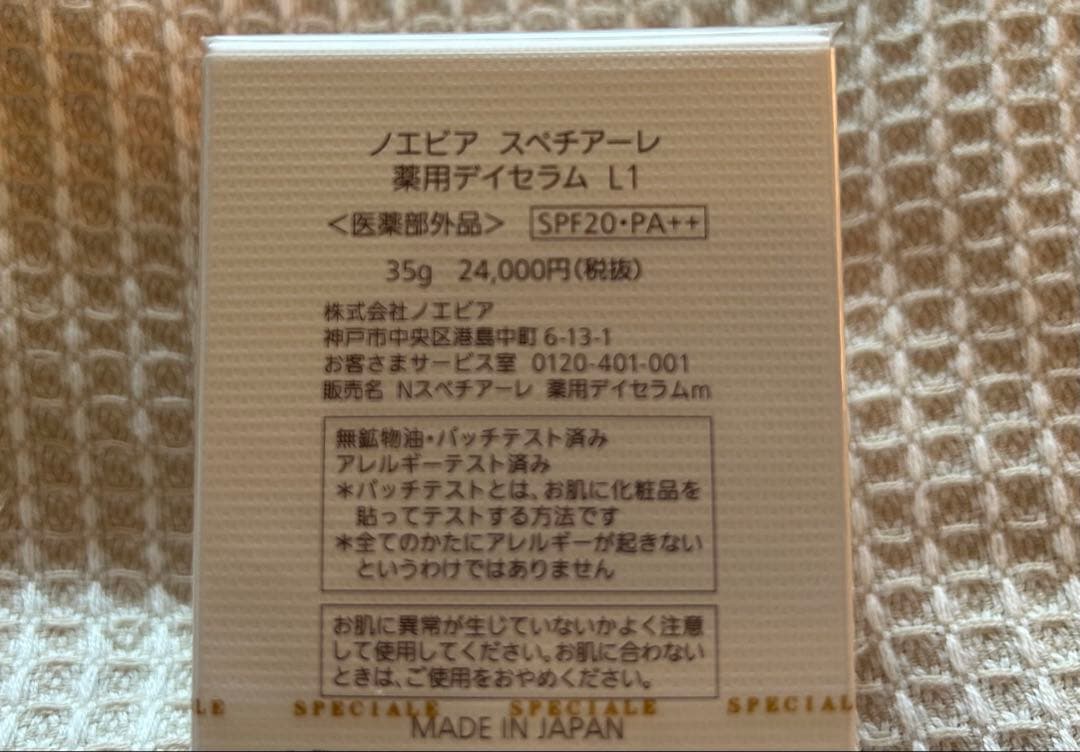 ノエビア スペチアーレ
薬用デイセラム L1
＜医薬部外品＞ SPF20・PA++
35g 24,000円(税抜)
株式会社ノエビア
神戸市中央区港島中町6-13-1
お客さまサービス室 0120-401-001
販売名 Nスペチアーレ 薬用デイセラムm
無鉱物油・パッチテスト済み
アレルギーテスト済み
＊パッチテストとは、お肌に化粧品を
貼ってテストする方法です
＊全てのかたにアレルギーが起きない
というわけではありません
お肌に異常が生じていないかよく注意
して使用してください。お肌に合わない
ときは、ご使用をおやめください。
LE SPECIALE SPECIALE SPECIAL
MADE IN JAPAN